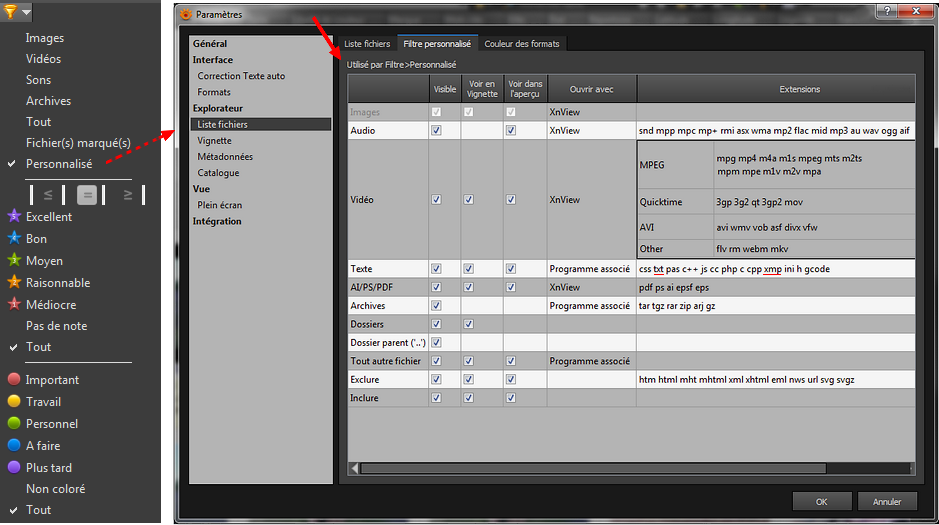 Images
Vidéos
Sons
Archives
Tout
Fichier(s) marqué(s)
Personnalisé
≤ = ≥
5 Excellent
4 Bon
3 Moyen
2 Raisonnable
1 Médiocre
Pas de note
Tout
Important
Travail
Personnel
A faire
Plus tard
Non coloré
Tout
Paramètres
Général
Interface
Correction Texte auto
Formats
Explorateur
Liste fichiers
Vignette
Métadonnées
Catalogue
Vue
Plein écran
Intégration
Liste fichiers Filtre personnalisé Couleur des formats
Utilisé par Filtre>Personnalisé
Visible Voir en Vignette Voir dans l'aperçu Ouvrir avec Extensions
Images XnView
Audio XnView snd mpp mpc mp+ rmi asx wma mp2 flac mid mp3 au wav ogg aif
Vidéo XnView
MPEG mpg mp4 m4a m1s mpeg mts m2ts
mpm mpe m1v m2v mpa
Quicktime 3gp 3g2 qt 3gp2 mov
AVI avi wmv vob asf divx vfw
Other flv rm webm mkv
Texte Programme associé css txt pas c++ js cc php c cpp xmp ini h gcode
AI/PS/PDF XnView pdf ps ai epsf eps
Archives Programme associé tar tgz rar zip arj gz
Dossiers
Dossier parent ('..')
Tout autre fichier Programme associé
Exclure htm html mht mhtml xml xhtml eml nws url svg svgz
Inclure
OK Annuler